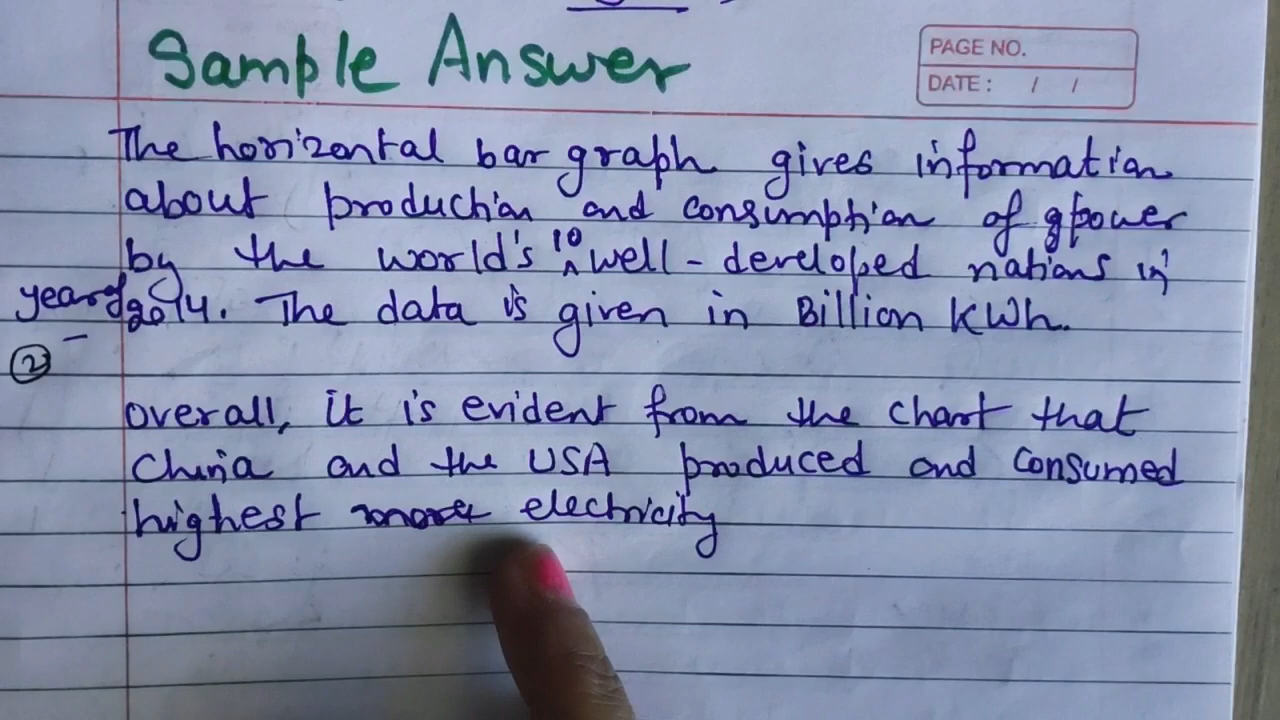 Sample Answer
PAGE NO.
DATE: / /
The horizontal bar graph gives information
about production and consumption of power
by the world's 10 well-developed nations in
year of 2014. The data is given in Billion KWh.
2
Overall, it is evident from the chart that
China and the USA produced and consumed
highest electricity